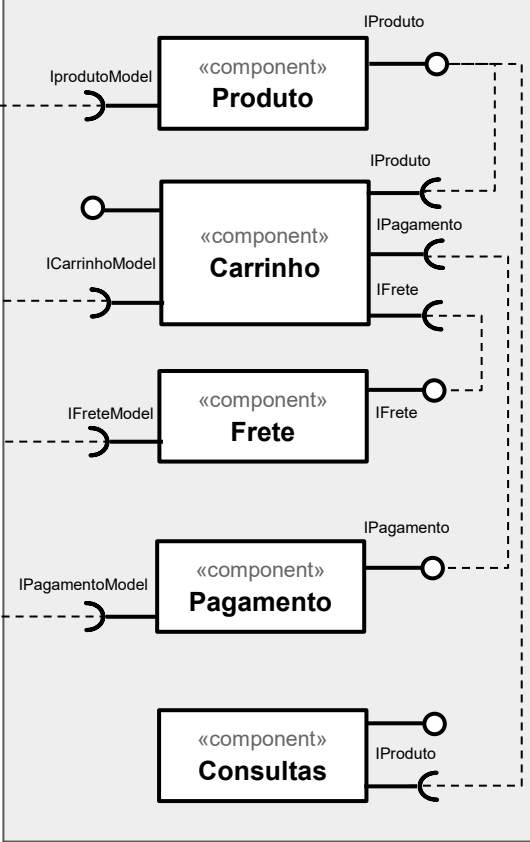 IProduto
IprodutoModel
«component»
Produto
IProduto
IPagamento
ICarrinhoModel
«component»
Carrinho
IFrete
IFreteModel
«component»
Frete
IFrete
IPagamento
IPagamentoModel
«component»
Pagamento
«component»
Consultas
IProduto